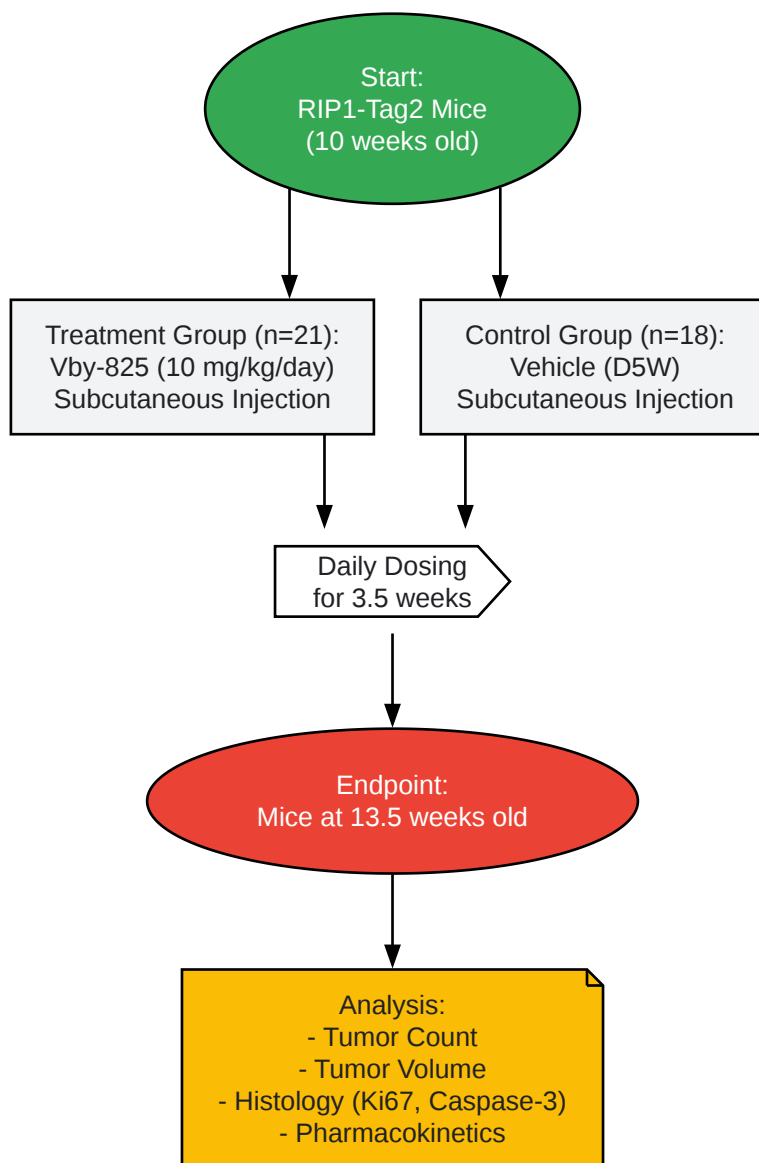 Start:
RIP1-Tag2 Mice
(10 weeks old)
Treatment Group (n=21):
Vby-825 (10 mg/kg/day)
Subcutaneous Injection
Control Group (n=18):
Vehicle (D5W)
Subcutaneous Injection
Daily Dosing
for 3.5 weeks
Endpoint:
Mice at 13.5 weeks old
Analysis:
- Tumor Count
- Tumor Volume
- Histology (Ki67, Caspase-3)
- Pharmacokinetics